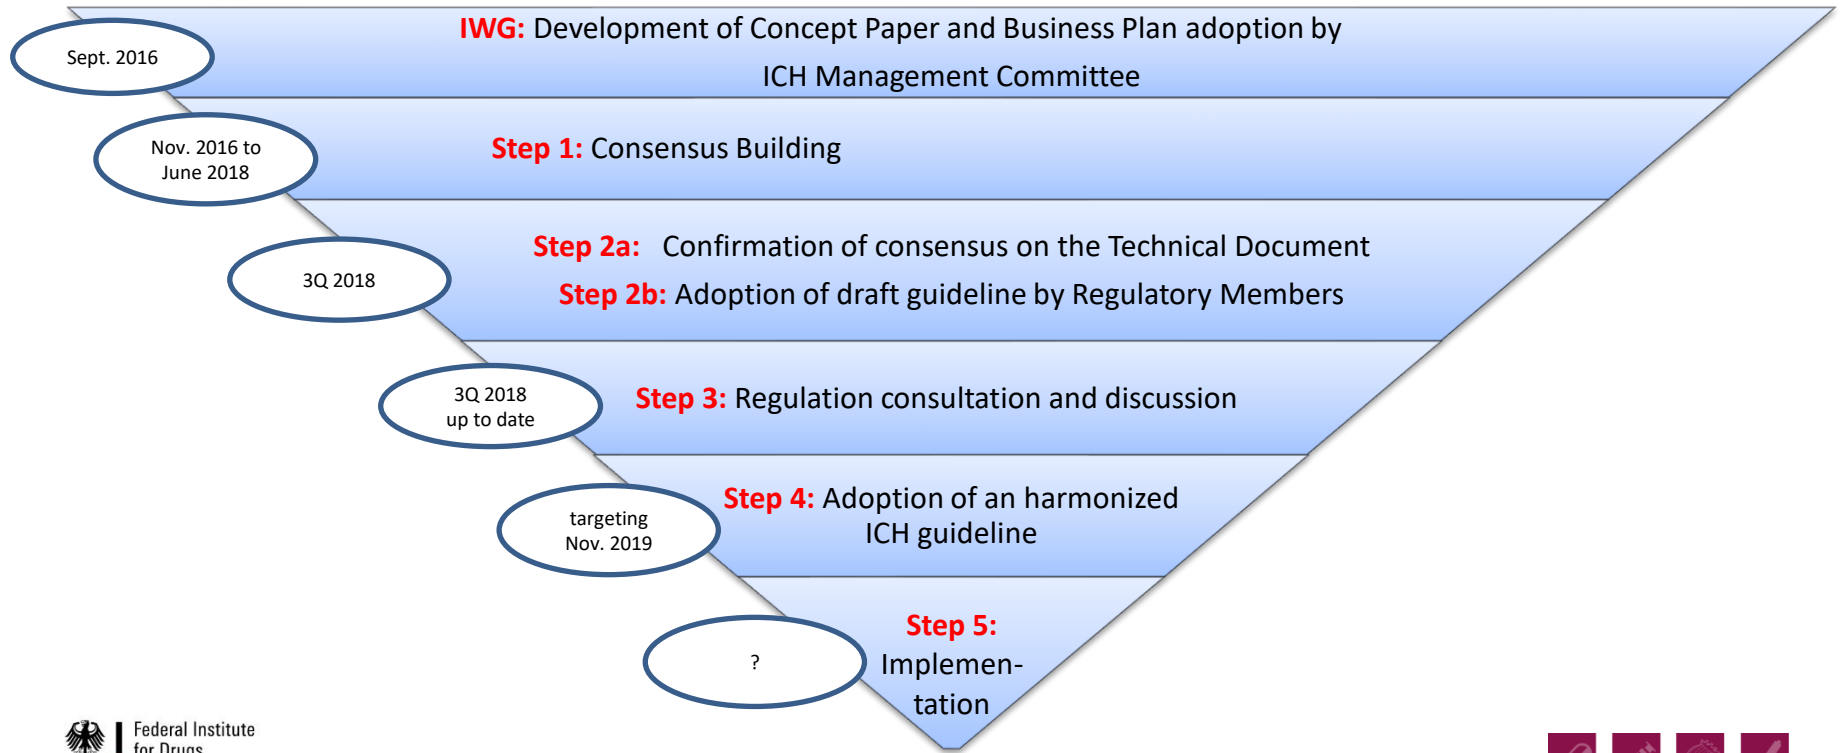 IWG: Development of Concept Paper and Business Plan adoption by
ICH Management Committee
Sept. 2016
Step 1: Consensus Building
Nov. 2016 to
June 2018
Step 2a: Confirmation of consensus on the Technical Document
Step 2b: Adoption of draft guideline by Regulatory Members
3Q 2018
Step 3: Regulation consultation and discussion
3Q 2018
up to date
Step 4: Adoption of an harmonized
ICH guideline
targeting
Nov. 2019
Step 5:
Implemen-
tation
?
Federal Institute
for Drugs